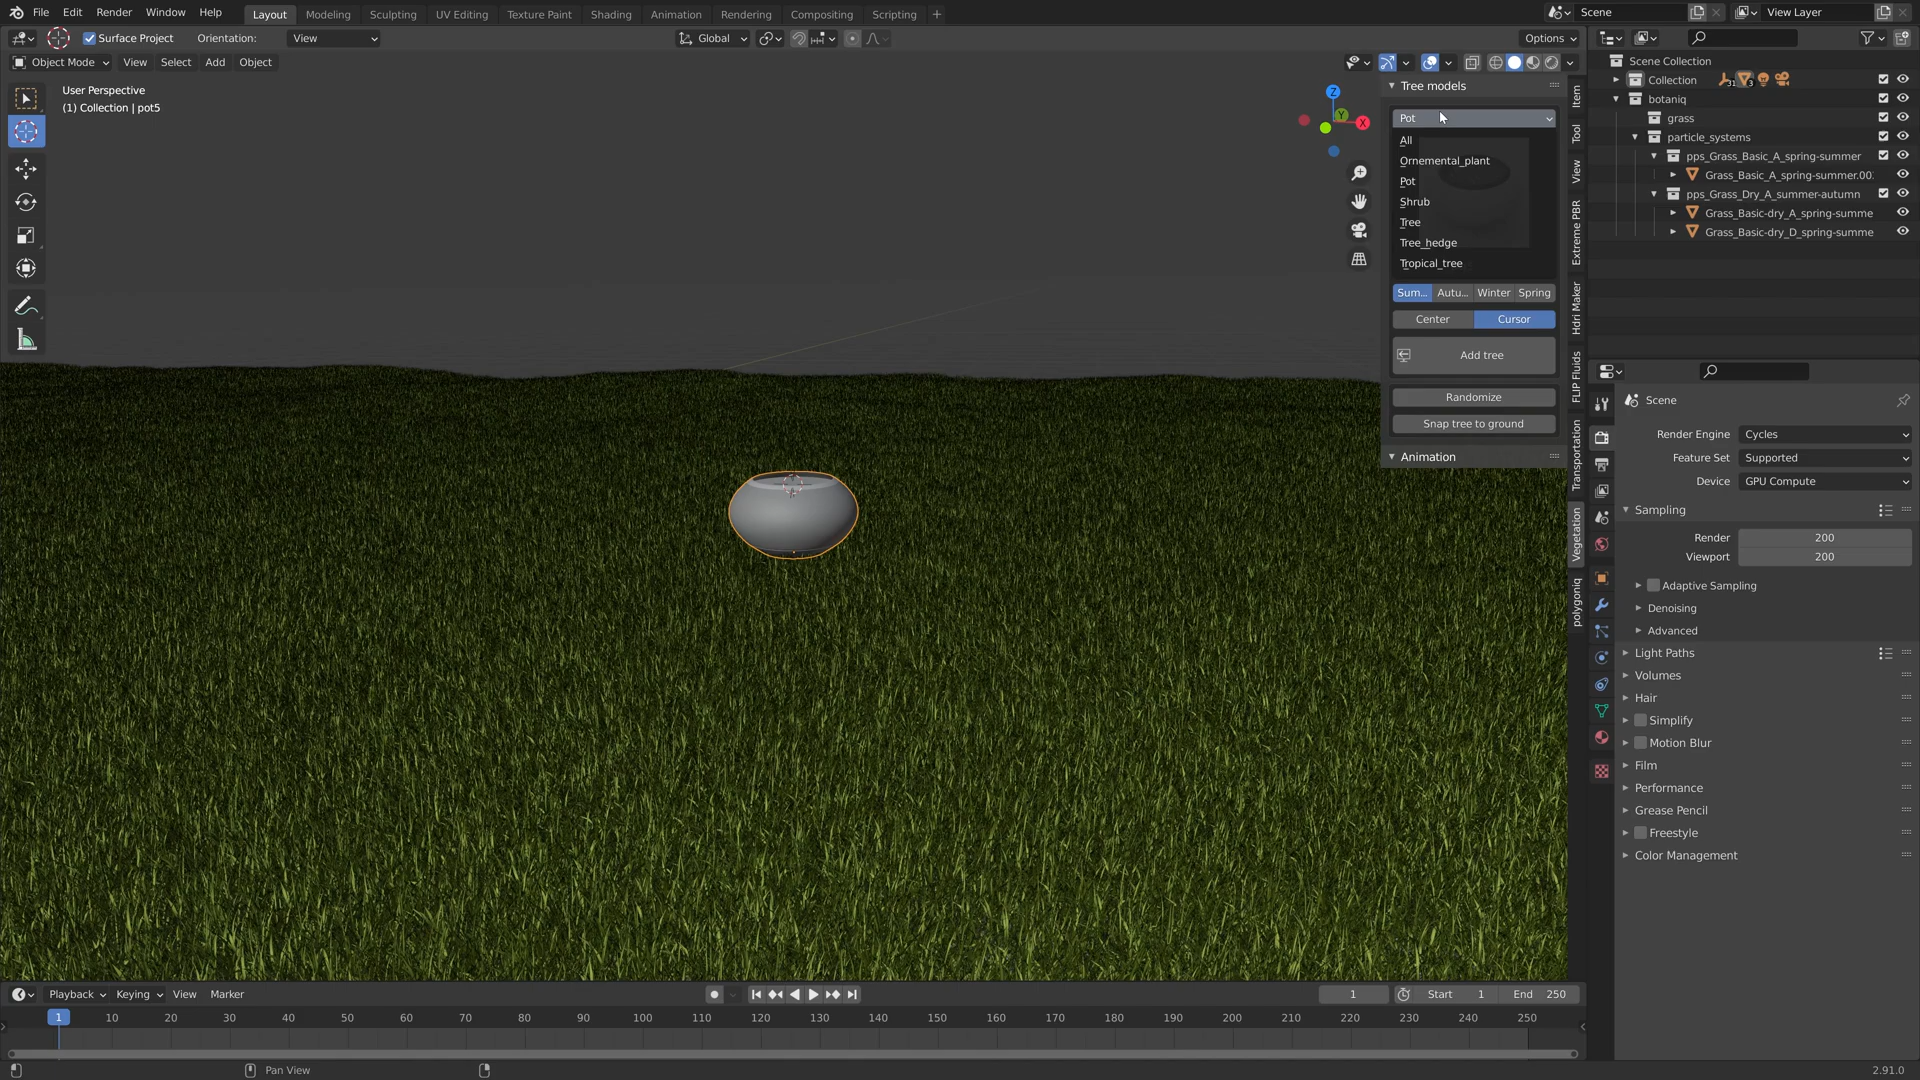 File Edit Render Window Help Layout Modeling Sculpting UV Editing Texture Paint Shading Animation Rendering Compositing Scripting + Scene View Layer
Surface Project Orientation: View Global Options
Object Mode View Select Add Object
User Perspective
(1) Collection | pot5
Z
Y
X
Tree models
Pot
All
Ornemental_plant
Pot
Shrub
Tree
Tree_hedge
Tropical_tree
Sum... Autu... Winter Spring
Center Cursor
Add tree
Randomize
Snap tree to ground
Animation
Item
Tool
View
Extreme PBR
Hdri Maker
FLIP Fluids
Transportation
Vegetation
polygoniq
Scene Collection
Collection 31 3
botaniq
grass
particle_systems
pps_Grass_Basic_A_spring-summer
Grass_Basic_A_spring-summer.00
pps_Grass_Dry_A_summer-autumn
Grass_Basic-dry_A_spring-summe
Grass_Basic-dry_D_spring-summe
Scene
Render Engine Cycles
Feature Set Supported
Device GPU Compute
Sampling
Render 200
Viewport 200
Adaptive Sampling
Denoising
Advanced
Light Paths
Volumes
Hair
Simplify
Motion Blur
Film
Performance
Grease Pencil
Freestyle
Color Management
Playback Keying View Marker 1 Start 1 End 250
1 10 20 30 40 50 60 70 80 90 100 110 120 130 140 150 160 170 180 190 200 210 220 230 240 250
Pan View 2.91.0